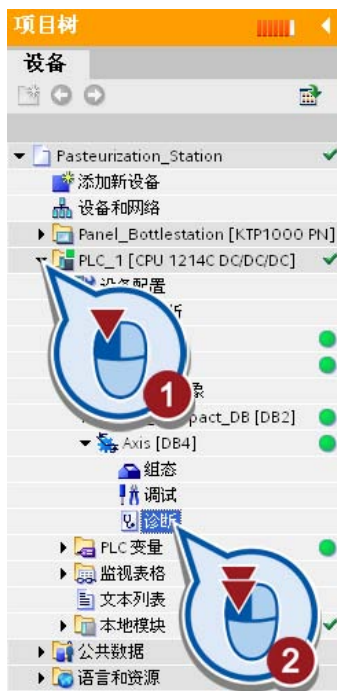 项目树
设备
Pasteurization_Station
添加新设备
设备和网络
Panel_Bottlestation [KTP1000 PN]
PLC_1 [CPU 1214C DC/DC/DC]
设备配置
1
pact_DB [DB2]
Axis [DB4]
组态
调试
诊断
PLC 变量
监视表格
文本列表
本地模块
公共数据
2
语言和资源